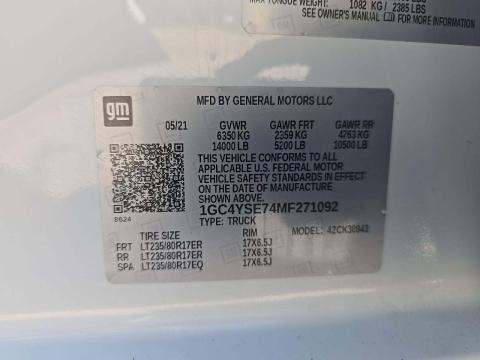 MAX TONGUE WEIGHT: 1082 KG / 2385 LBS
SEE OWNER'S MANUAL FOR
gm
MFD BY GENERAL MOTORS LLC
05/21 GVWR GAWR FRT GAWR RR
6350 KG 2359 KG 4763 KG
14000 LB 5200 LB 10500 LB
THIS VEHICLE CONFORMS TO ALL
APPLICABLE U.S. FEDERAL MOTOR
VEHICLE SAFETY STANDARDS
IN EFFECT ON THE DATE OF
MANUFACTURE SHOWN ABOVE.
1GC4YSE74MF271092
8624 TYPE: TRUCK
TIRE SIZE RIM MODEL: 42CK30943
FRT LT235/80R17ER 17X6.5J
RR LT235/80R17ER 17X6.5J
SPA LT235/80R17EQ 17X6.5J